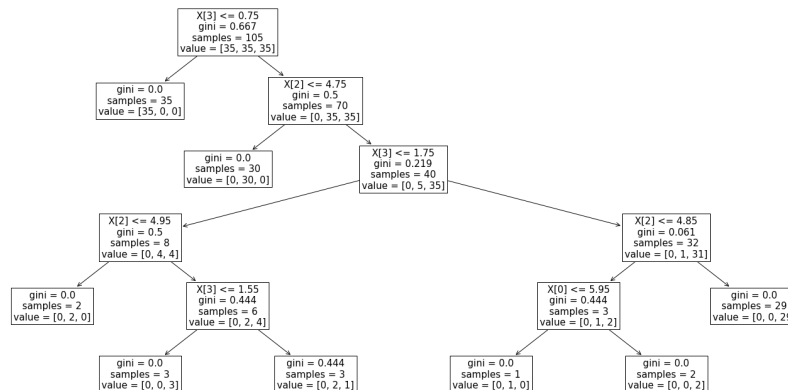 X[3] <= 0.75
gini = 0.667
samples = 105
value = [35, 35, 35]
gini = 0.0
samples = 35
value = [35, 0, 0]
X[2] <= 4.75
gini = 0.5
samples = 70
value = [0, 35, 35]
gini = 0.0
samples = 30
value = [0, 30, 0]
X[3] <= 1.75
gini = 0.219
samples = 40
value = [0, 5, 35]
X[2] <= 4.95
gini = 0.5
samples = 8
value = [0, 4, 4]
X[2] <= 4.85
gini = 0.061
samples = 32
value = [0, 1, 31]
gini = 0.0
samples = 2
value = [0, 2, 0]
X[3] <= 1.55
gini = 0.444
samples = 6
value = [0, 2, 4]
X[0] <= 5.95
gini = 0.444
samples = 3
value = [0, 1, 2]
gini = 0.0
samples = 29
value = [0, 0, 29
gini = 0.0
samples = 3
value = [0, 0, 3]
gini = 0.444
samples = 3
value = [0, 2, 1]
gini = 0.0
samples = 1
value = [0, 1, 0]
gini = 0.0
samples = 2
value = [0, 0, 2]